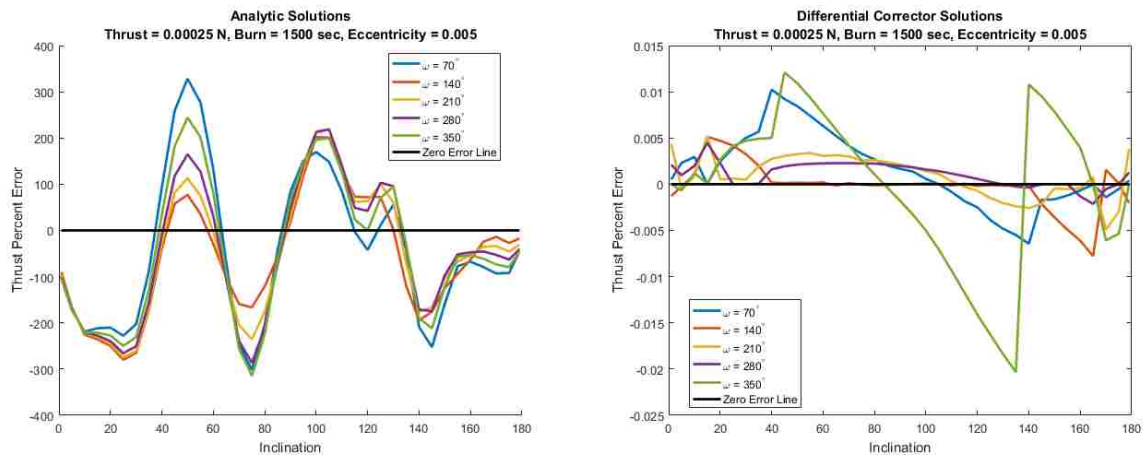 Analytic Solutions
Thrust = 0.00025 N, Burn = 1500 sec, Eccentricity = 0.005
400
300
200
100
0
-100
-200
-300
-400
Thrust Percent Error
0 20 40 60 80 100 120 140 160 180
Inclination
ω = 70°
ω = 140°
ω = 210°
ω = 280°
ω = 350°
Zero Error Line
Differential Corrector Solutions
Thrust = 0.00025 N, Burn = 1500 sec, Eccentricity = 0.005
0.015
0.01
0.005
0
-0.005
-0.01
-0.015
-0.02
-0.025
Thrust Percent Error
0 20 40 60 80 100 120 140 160 180
Inclination
ω = 70°
ω = 140°
ω = 210°
ω = 280°
ω = 350°
Zero Error Line